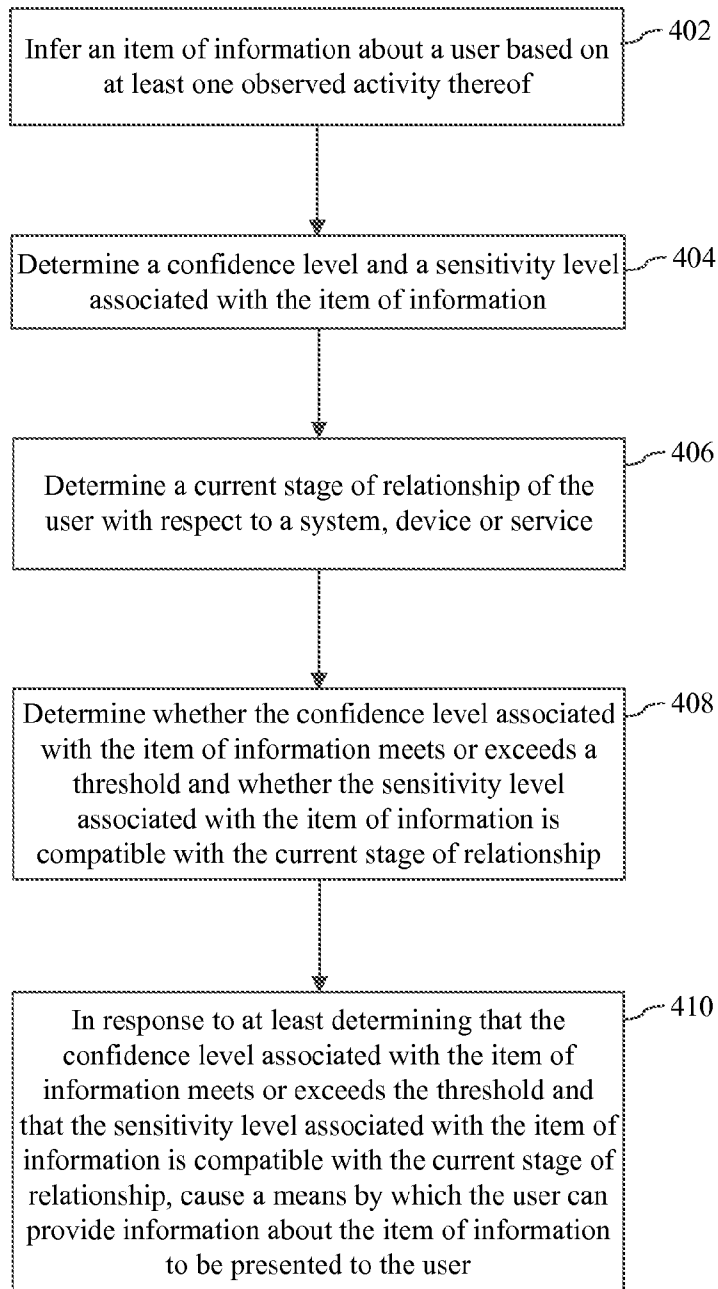 Infer an item of information about a user based on
at least one observed activity thereof
402
Determine a confidence level and a sensitivity level
associated with the item of information
404
Determine a current stage of relationship of the
user with respect to a system, device or service
406
Determine whether the confidence level associated
with the item of information meets or exceeds a
threshold and whether the sensitivity level
associated with the item of information is
compatible with the current stage of relationship
408
In response to at least determining that the
confidence level associated with the item of
information meets or exceeds the threshold and
that the sensitivity level associated with the item of
information is compatible with the current stage of
relationship, cause a means by which the user can
provide information about the item of information
to be presented to the user
410